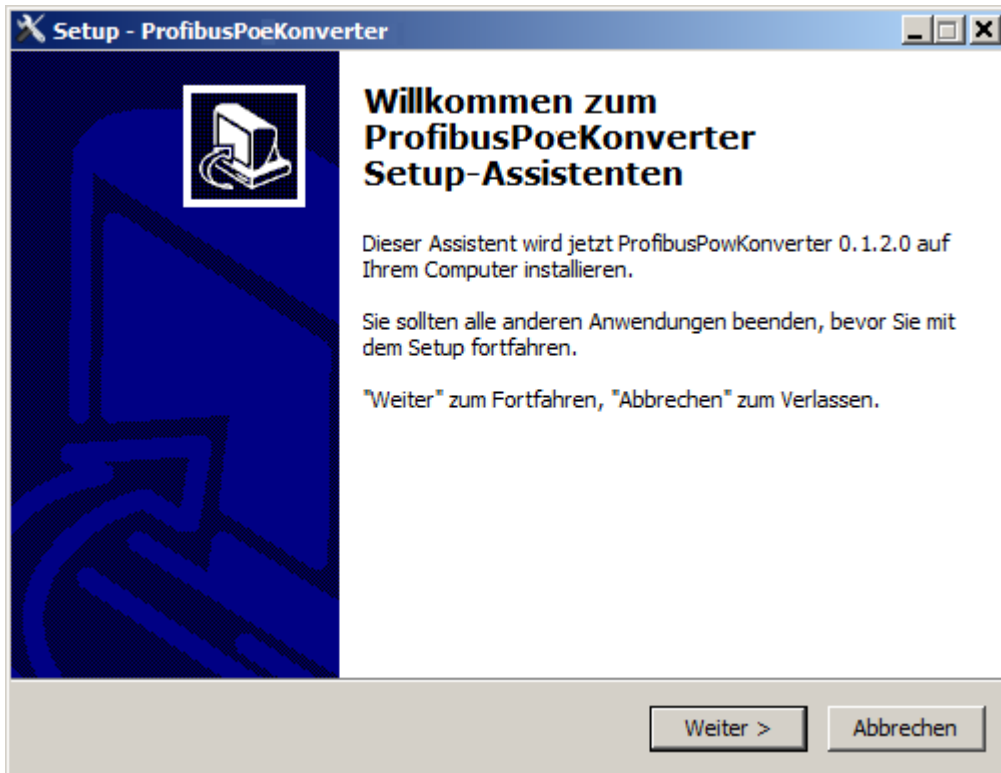 Setup - ProfibusPoeKonverter
Willkommen zum
ProfibusPoeKonverter
Setup-Assistenten
Dieser Assistent wird jetzt ProfibusPowKonverter 0.1.2.0 auf
Ihrem Computer installieren.
Sie sollten alle anderen Anwendungen beenden, bevor Sie mit
dem Setup fortfahren.
"Weiter" zum Fortfahren, "Abbrechen" zum Verlassen.
Weiter >
Abbrechen